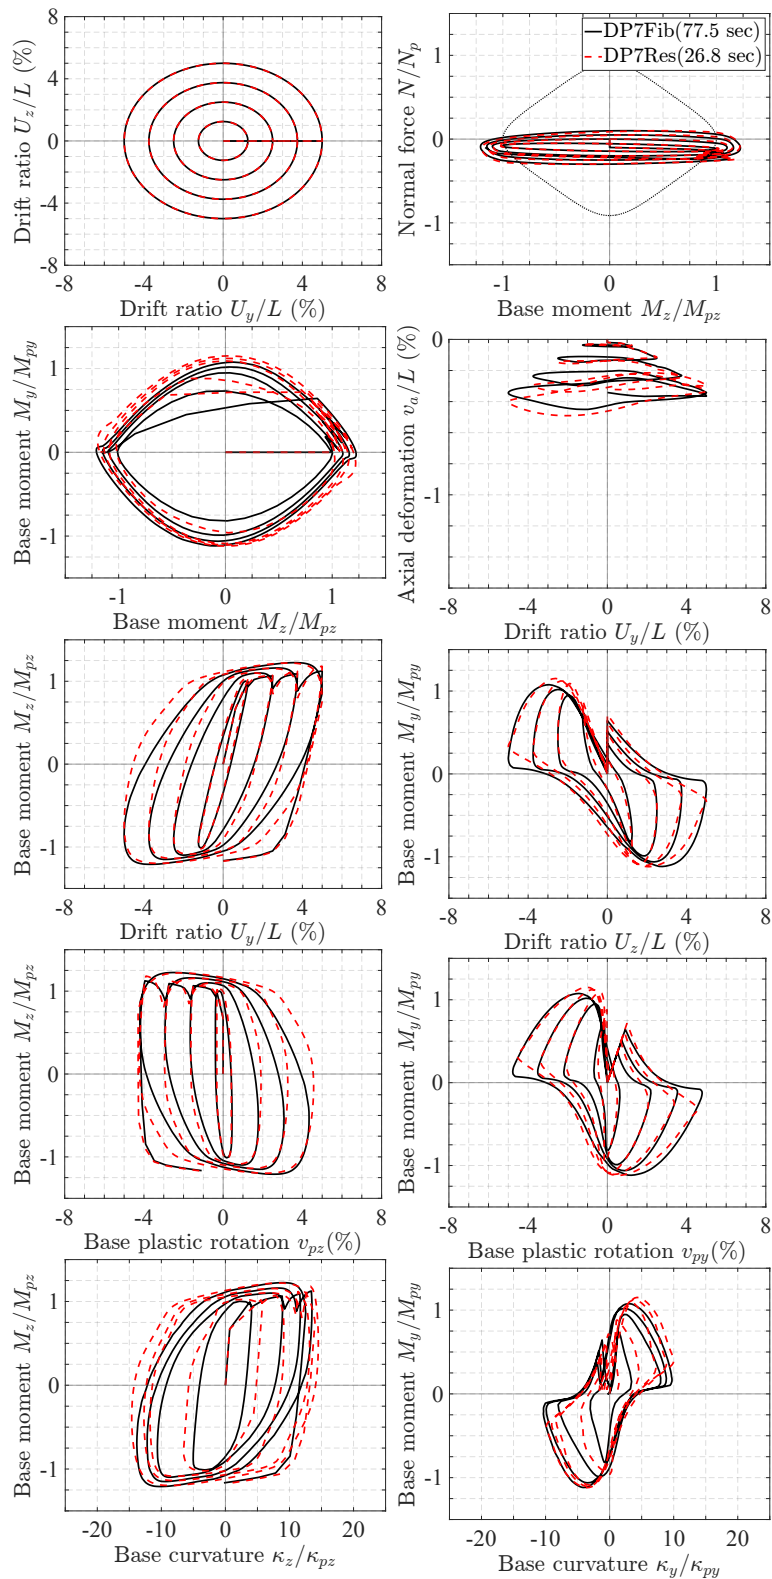 Drift ratio U_z/L (%)
8
4
0
-4
-8
-8 -4 0 4 8
Drift ratio U_y/L (%)
Normal force N/N_p
1
0
-1
-1 0 1
Base moment M_z/M_pz
DP7Fib(77.5 sec)
DP7Res(26.8 sec)
Base moment M_y/M_py
1
0
-1
-1 0 1
Base moment M_z/M_pz
Axial deformation v_a/L (%)
0
-1
-8 -4 0 4 8
Drift ratio U_y/L (%)
Base moment M_z/M_pz
1
0
-1
-8 -4 0 4 8
Drift ratio U_y/L (%)
Base moment M_y/M_py
1
0
-1
-8 -4 0 4 8
Drift ratio U_z/L (%)
Base moment M_z/M_pz
1
0
-1
-8 -4 0 4 8
Base plastic rotation v_pz(%)
Base moment M_y/M_py
1
0
-1
-8 -4 0 4 8
Base plastic rotation v_py(%)
Base moment M_z/M_pz
1
0
-1
-20 -10 0 10 20
Base curvature κ_z/κ_pz
Base moment M_y/M_py
1
0
-1
-20 -10 0 10 20
Base curvature κ_y/κ_py